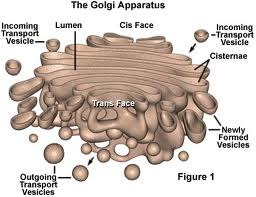 The Golgi Apparatus
Incoming
Transport
Vesicle
Lumen
Cis Face
Incoming
Transport
Vesicle
Cisternae
Trans Face
Newly
Formed
Vesicles
Outgoing
Transport
Vesicles
Figure 1